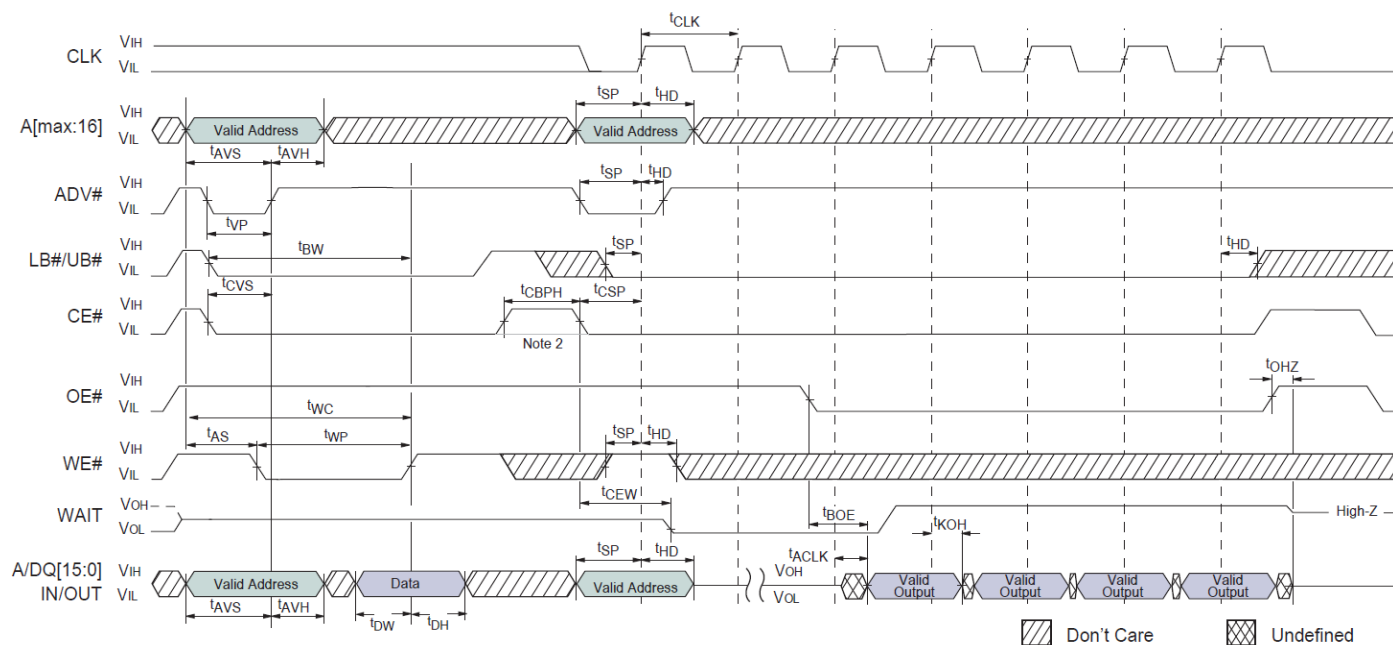 tCLK
CLK VIH
VIL
tSP tHD
A[max:16] VIH
VIL
Valid Address Valid Address
tAVS tAVH
ADV# VIH
VIL
tSP tHD
tVP
LB#/UB# VIH
VIL
tBW tSP tHD
tCVS tCBPH tCSP
CE# VIH
VIL
Note 2
OE# VIH
VIL
tOHZ
tWC
tAS tWP tSP tHD
WE# VIH
VIL
tCEW
WAIT VOH
VOL
tBOE tKOH High-Z
tSP tHD tACLK
A/DQ[15:0] VIH
IN/OUT VIL
Valid Address Data Valid Address
VOH
VOL
Valid Output Valid Output Valid Output Valid Output
tAVS tAVH tDW tDH
Don't Care Undefined